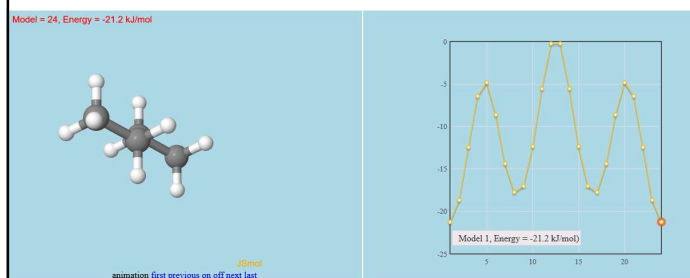 Model = 24, Energy = -21.2 kJ/mol
JSmol
animation first previous on off next last
0
-5
-10
-15
-20
-25
Model 1, Energy = -21.2 kJ/mol)
5
10
15
20